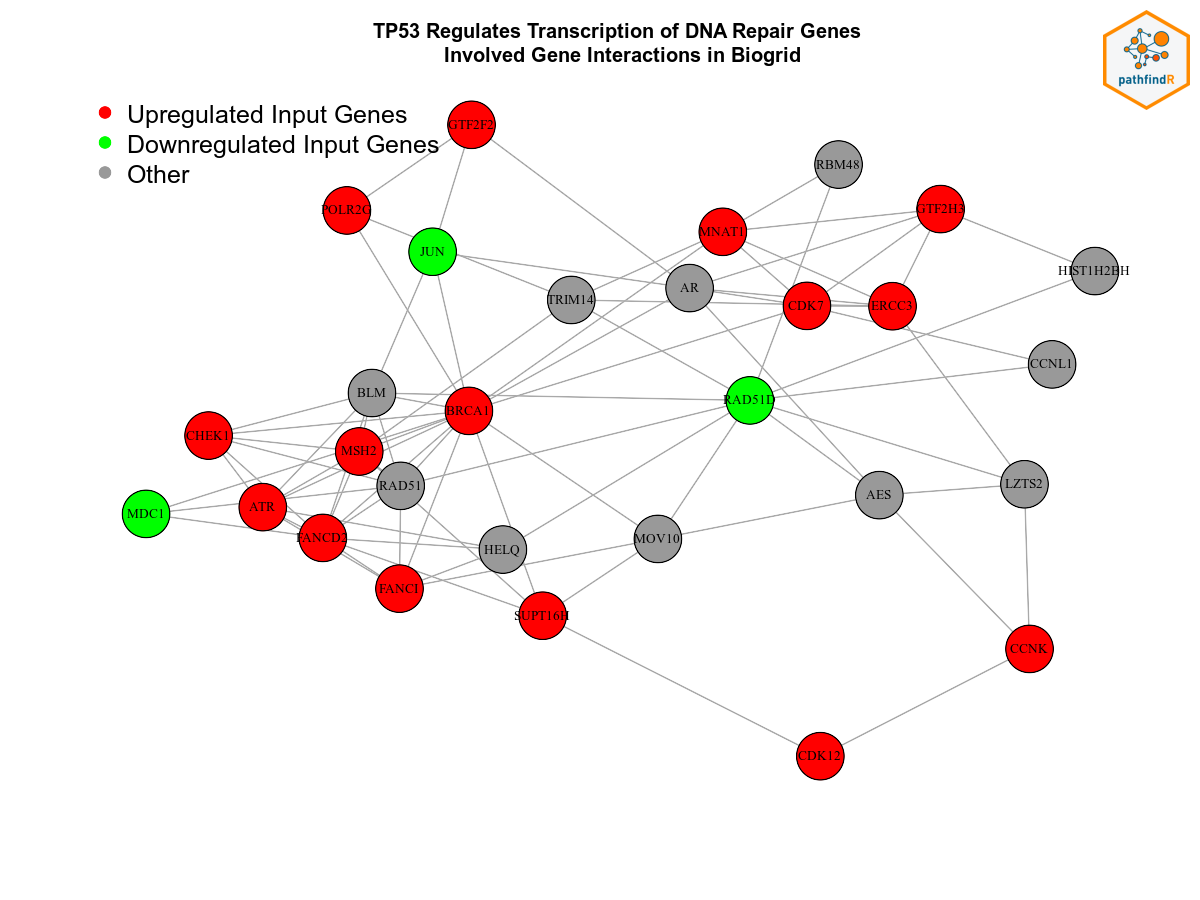 TP53 Regulates Transcription of DNA Repair Genes
Involved Gene Interactions in Biogrid
pathfindR
Upregulated Input Genes
Downregulated Input Genes
Other
GTF2F2
RBM48
POLR2C
GTF2H3
MNAT1
JUN
HIST1H2BH
AR
TRIM14
CDK7
ERCC3
CCNL1
BLM
RAD51D
BRCA1
CHEK1
MSH2
LZTS2
RAD51
AES
ATR
MDC1
FANCD2
MOV10
HELQ
FANCI
SUPT16H
CCNK
CDK12